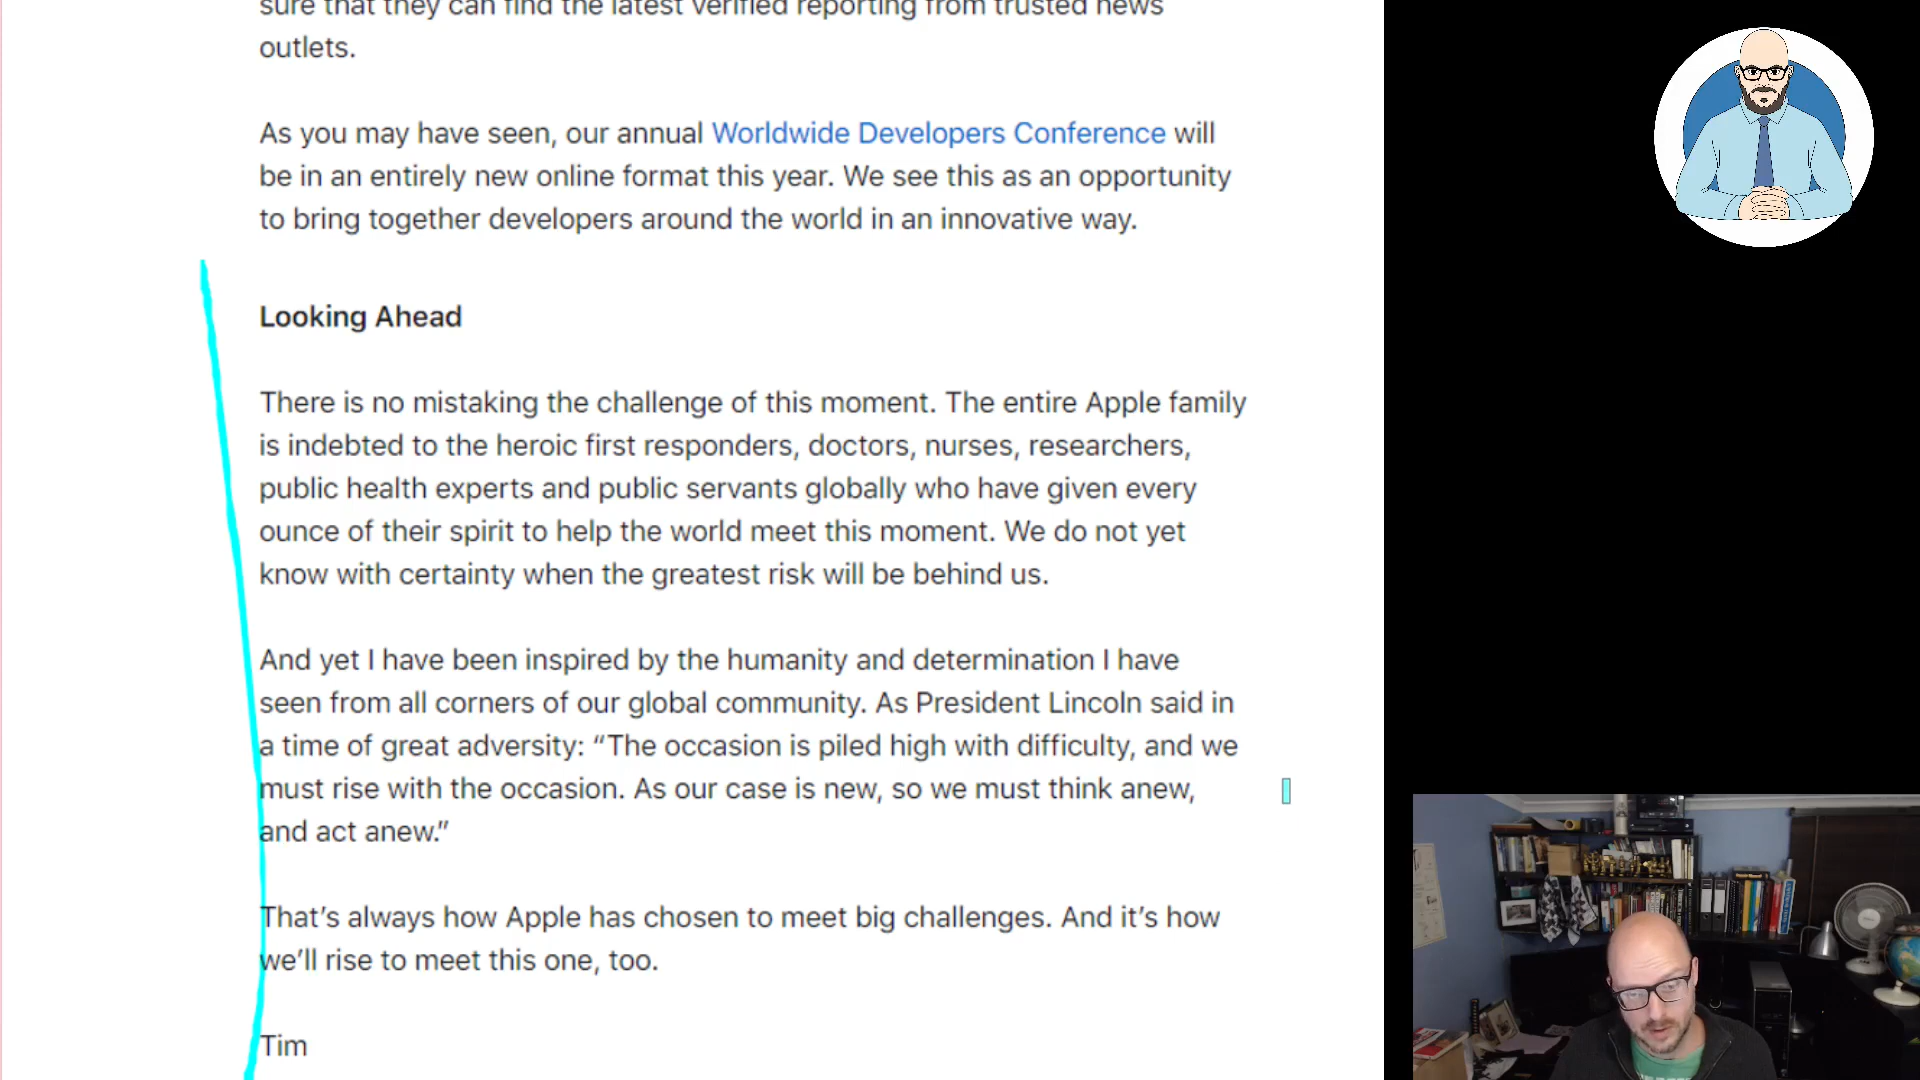 sure that they can find the latest verified reporting from trusted news
outlets.
As you may have seen, our annual Worldwide Developers Conference will
be in an entirely new online format this year. We see this as an opportunity
to bring together developers around the world in an innovative way.
Looking Ahead
There is no mistaking the challenge of this moment. The entire Apple family
is indebted to the heroic first responders, doctors, nurses, researchers,
public health experts and public servants globally who have given every
ounce of their spirit to help the world meet this moment. We do not yet
know with certainty when the greatest risk will be behind us.
And yet I have been inspired by the humanity and determination I have
seen from all corners of our global community. As President Lincoln said in
a time of great adversity: “The occasion is piled high with difficulty, and we
must rise with the occasion. As our case is new, so we must think anew,
and act anew.”
That’s always how Apple has chosen to meet big challenges. And it’s how
we’ll rise to meet this one, too.
Tim